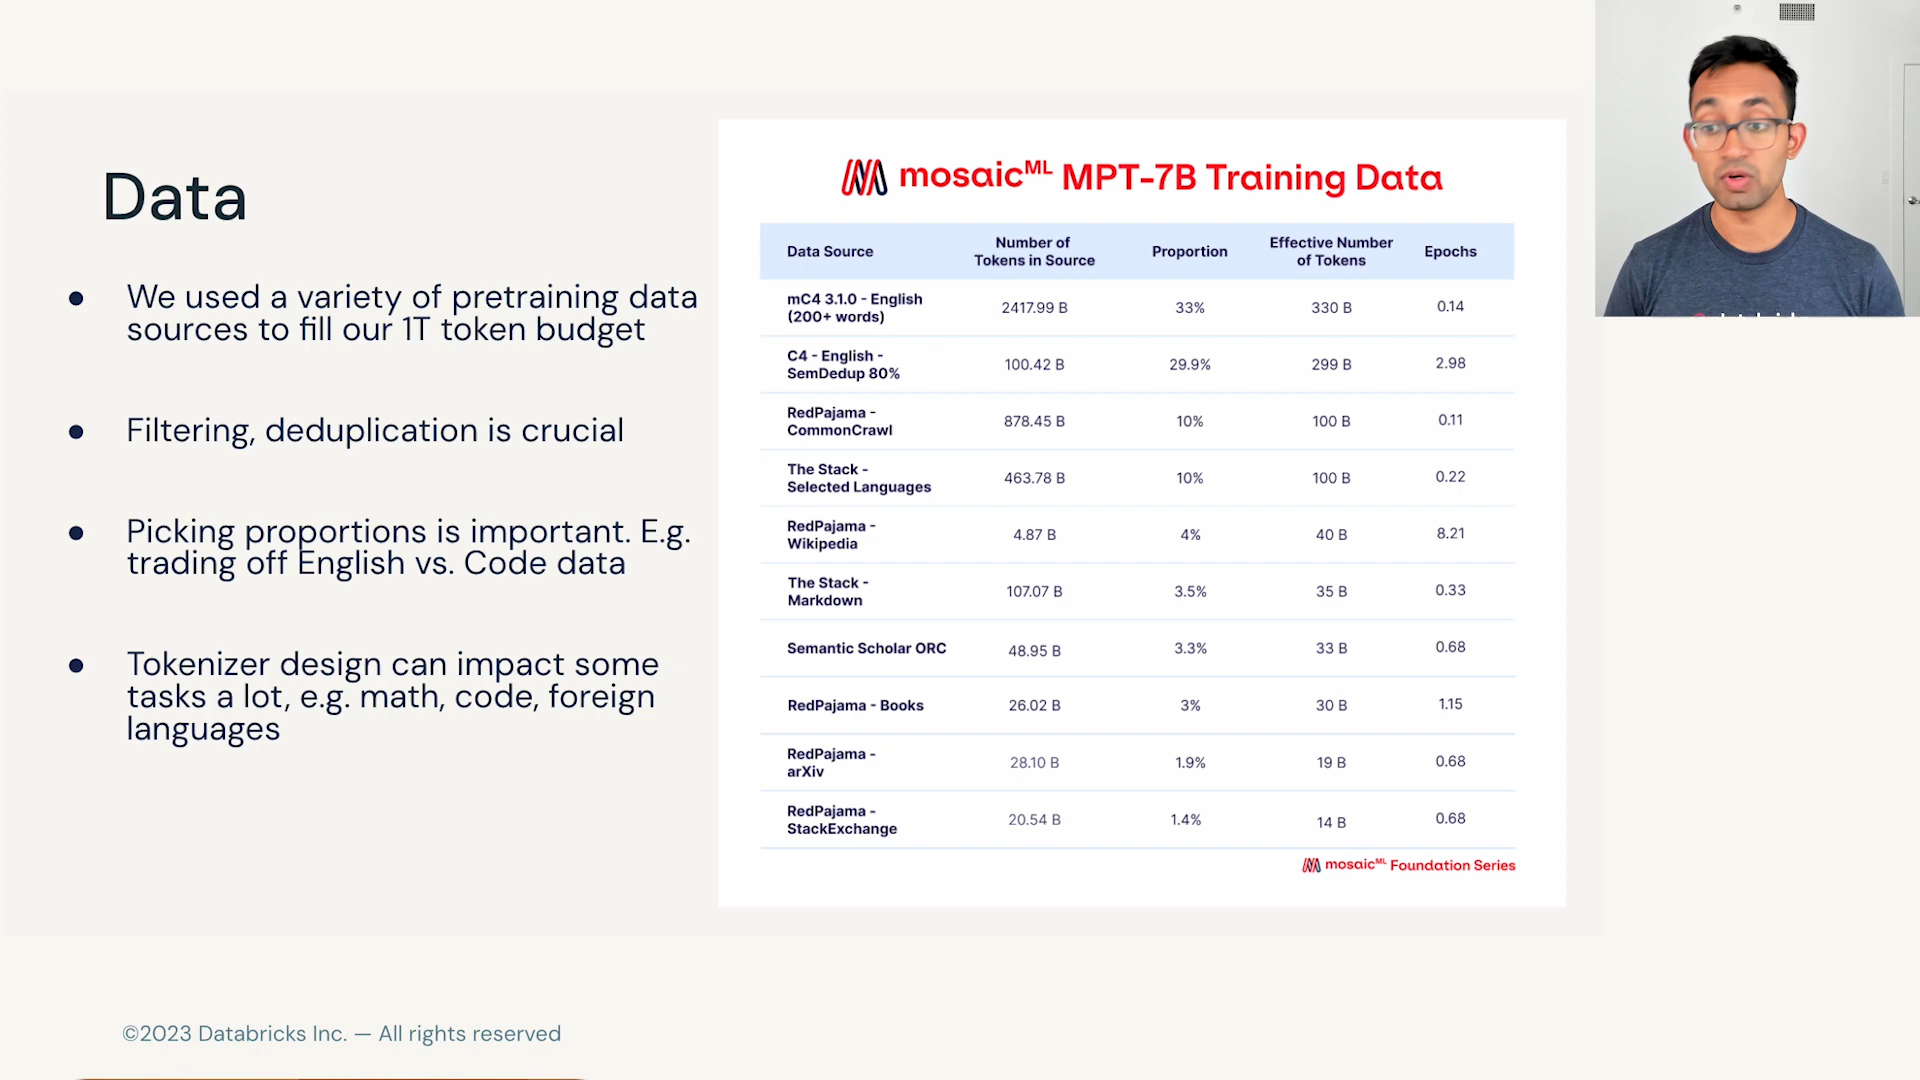 Data
● We used a variety of pretraining data
sources to fill our 1T token budget
● Filtering, deduplication is crucial
● Picking proportions is important. E.g.
trading off English vs. Code data
● Tokenizer design can impact some
tasks a lot, e.g. math, code, foreign
languages
mosaicML MPT-7B Training Data
Data Source Number of Tokens in Source Proportion Effective Number of Tokens Epochs
mC4 3.1.0 - English (200+ words) 2417.99 B 33% 330 B 0.14
C4 - English - SemDedup 80% 100.42 B 29.9% 299 B 2.98
RedPajama - CommonCrawl 878.45 B 10% 100 B 0.11
The Stack - Selected Languages 463.78 B 10% 100 B 0.22
RedPajama - Wikipedia 4.87 B 4% 40 B 8.21
The Stack - Markdown 107.07 B 3.5% 35 B 0.33
Semantic Scholar ORC 48.95 B 3.3% 33 B 0.68
RedPajama - Books 26.02 B 3% 30 B 1.15
RedPajama - arXiv 28.10 B 1.9% 19 B 0.68
RedPajama - StackExchange 20.54 B 1.4% 14 B 0.68
mosaicML Foundation Series
©2023 Databricks Inc. — All rights reserved